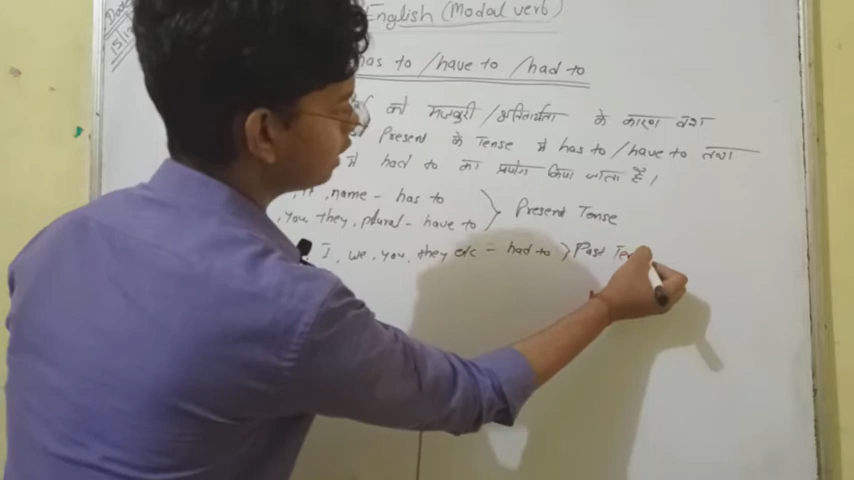 English (Modal verb)
has to / have to / had to
को मजबूरी / अनिवार्यता के कारण वश
Present के Tense में has to / have to तथा
में had to का प्रयोग किया जाता है।
, name - has to
you, they, plural - have to } Present Tense
I, we, you, they etc - had to } Past Te